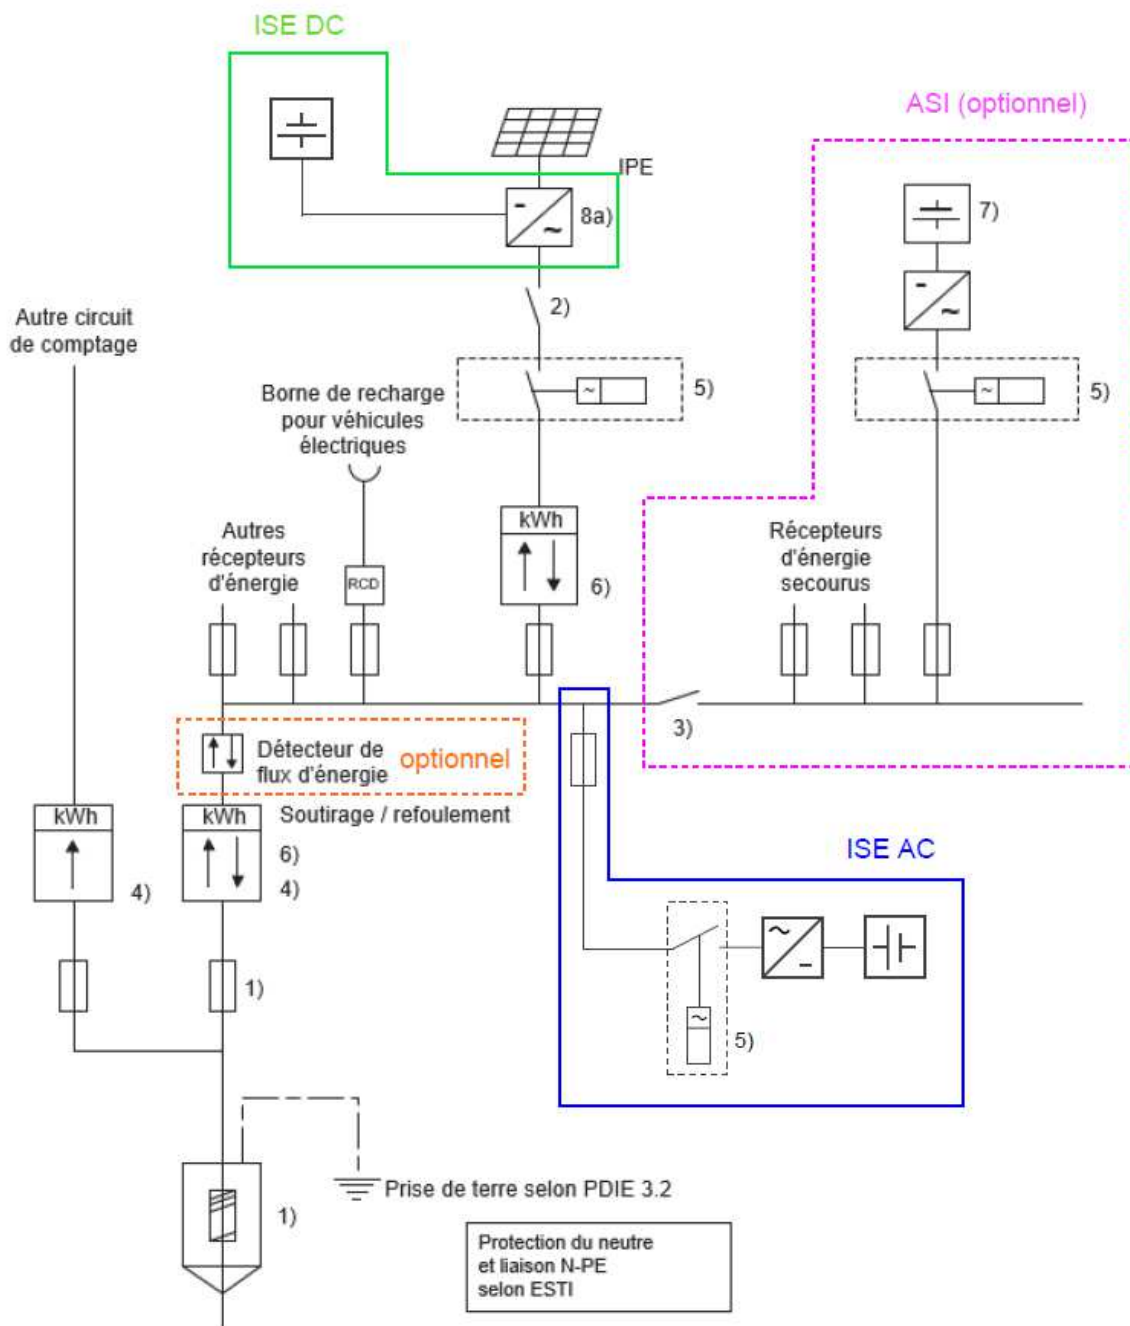 ISE DC
ASI (optionnel)
IPE
8a)
7)
2)
Autre circuit
de comptage
5)
5)
Borne de recharge
pour véhicules
électriques
kWh
6)
Autres
récepteurs
d'énergie
RCD
Récepteurs
d'énergie
secourus
3)
Détecteur de
flux d'énergie
optionnel
kWh
4)
kWh
Soutirage / refoulement
6)
4)
ISE AC
1)
5)
1)
Prise de terre selon PDIE 3.2
Protection du neutre
et liaison N-PE
selon ESTI